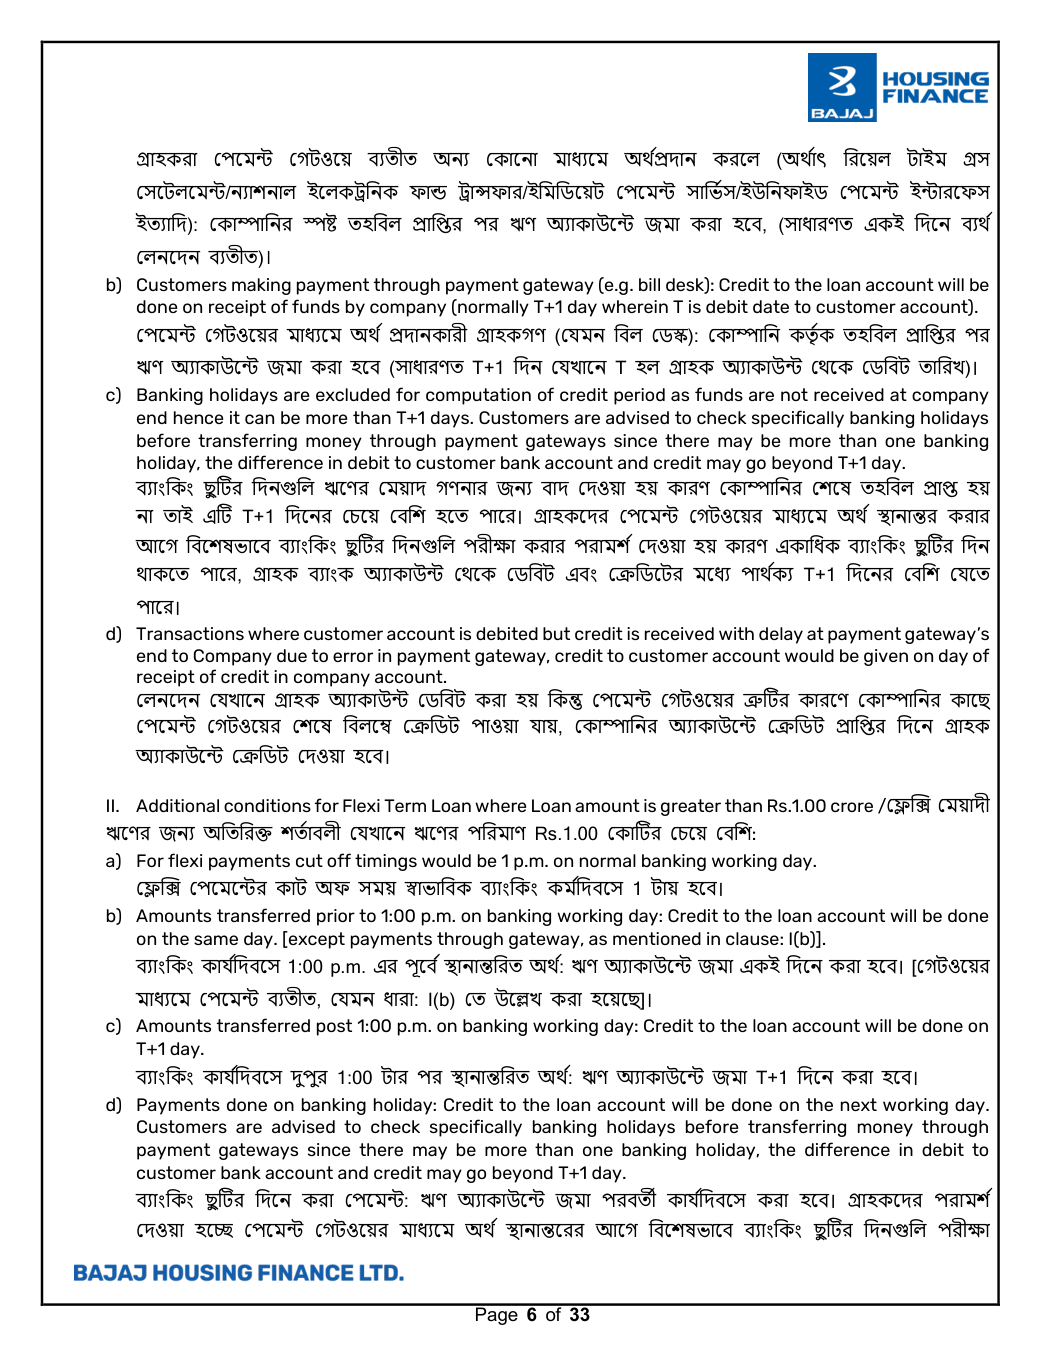 BAJAJ
HOUSING
FINANCE
গ্রাহকরা পেমেন্ট গেটওয়ে ব্যতীত অন্য কোনো মাধ্যমে অর্থপ্রদান করলে (অর্থাৎ রিয়েল টাইম গ্রস
সেটেলমেন্ট/ন্যাশনাল ইলেকট্রনিক ফান্ড ট্রান্সফার/ইমিডিয়েট পেমেন্ট সার্ভিস/ইউনিফাইড পেমেন্ট ইন্টারফেস
ইত্যাদি): কোম্পানির স্পষ্ট তহবিল প্রাপ্তির পর ঋণ অ্যাকাউন্টে জমা করা হবে, (সাধারণত একই দিনে ব্যর্থ
লেনদেন ব্যতীত)।
b) Customers making payment through payment gateway (e.g. bill desk): Credit to the loan account will be
done on receipt of funds by company (normally T+1 day wherein T is debit date to customer account).
পেমেন্ট গেটওয়ের মাধ্যমে অর্থ প্রদানকারী গ্রাহকগণ (যেমন বিল ডেস্ক): কোম্পানি কর্তৃক তহবিল প্রাপ্তির পর
ঋণ অ্যাকাউন্টে জমা করা হবে (সাধারণত T+1 দিন যেখানে T হল গ্রাহক অ্যাকাউন্ট থেকে ডেবিট তারিখ)।
c) Banking holidays are excluded for computation of credit period as funds are not received at company
end hence it can be more than T+1 days. Customers are advised to check specifically banking holidays
before transferring money through payment gateways since there may be more than one banking
holiday, the difference in debit to customer bank account and credit may go beyond T+1 day.
ব্যাংকিং ছুটির দিনগুলি ঋণের মেয়াদ গণনার জন্য বাদ দেওয়া হয় কারণ কোম্পানির শেষে তহবিল প্রাপ্ত হয়
না তাই এটি T+1 দিনের চেয়ে বেশি হতে পারে। গ্রাহকদের পেমেন্ট গেটওয়ের মাধ্যমে অর্থ স্থানান্তর করার
আগে বিশেষভাবে ব্যাংকিং ছুটির দিনগুলি পরীক্ষা করার পরামর্শ দেওয়া হয় কারণ একাধিক ব্যাংকিং ছুটির দিন
থাকতে পারে, গ্রাহক ব্যাংক অ্যাকাউন্ট থেকে ডেবিট এবং ক্রেডিটের মধ্যে পার্থক্য T+1 দিনের বেশি যেতে
পারে।
d) Transactions where customer account is debited but credit is received with delay at payment gateway’s
end to Company due to error in payment gateway, credit to customer account would be given on day of
receipt of credit in company account.
লেনদেন যেখানে গ্রাহক অ্যাকাউন্ট ডেবিট করা হয় কিন্তু পেমেন্ট গেটওয়ের ত্রুটির কারণে কোম্পানির কাছে
পেমেন্ট গেটওয়ের শেষে বিলম্বে ক্রেডিট পাওয়া যায়, কোম্পানির অ্যাকাউন্টে ক্রেডিট প্রাপ্তির দিনে গ্রাহক
অ্যাকাউন্টে ক্রেডিট দেওয়া হবে।
II. Additional conditions for Flexi Term Loan where Loan amount is greater than Rs.1.00 crore /ফ্লেক্সি মেয়াদী
ঋণের জন্য অতিরিক্ত শর্তাবলী যেখানে ঋণের পরিমাণ Rs.1.00 কোটির চেয়ে বেশি:
a) For flexi payments cut off timings would be 1 p.m. on normal banking working day.
ফ্লেক্সি পেমেন্টের কাট অফ সময় স্বাভাবিক ব্যাংকিং কর্মদিবসে 1 টায় হবে।
b) Amounts transferred prior to 1:00 p.m. on banking working day: Credit to the loan account will be done
on the same day. [except payments through gateway, as mentioned in clause: I(b)].
ব্যাংকিং কার্যদিবসে 1:00 p.m. এর পূর্বে স্থানান্তরিত অর্থ: ঋণ অ্যাকাউন্টে জমা একই দিনে করা হবে। [গেটওয়ের
মাধ্যমে পেমেন্ট ব্যতীত, যেমন ধারা: I(b) তে উল্লেখ করা হয়েছে]।
c) Amounts transferred post 1:00 p.m. on banking working day: Credit to the loan account will be done on
T+1 day.
ব্যাংকিং কার্যদিবসে দুপুর 1:00 টার পর স্থানান্তরিত অর্থ: ঋণ অ্যাকাউন্টে জমা T+1 দিনে করা হবে।
d) Payments done on banking holiday: Credit to the loan account will be done on the next working day.
Customers are advised to check specifically banking holidays before transferring money through
payment gateways since there may be more than one banking holiday, the difference in debit to
customer bank account and credit may go beyond T+1 day.
ব্যাংকিং ছুটির দিনে করা পেমেন্ট: ঋণ অ্যাকাউন্টে জমা পরবর্তী কার্যদিবসে করা হবে। গ্রাহকদের পরামর্শ
দেওয়া হচ্ছে পেমেন্ট গেটওয়ের মাধ্যমে অর্থ স্থানান্তরের আগে বিশেষভাবে ব্যাংকিং ছুটির দিনগুলি পরীক্ষা
BAJAJ HOUSING FINANCE LTD.
Page 6 of 33